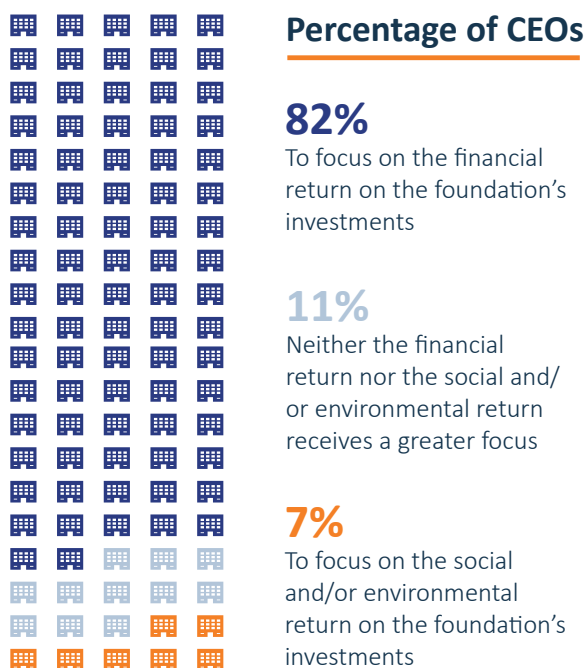 Percentage of CEOs
82%
To focus on the financial
return on the foundation’s
investments
11%
Neither the financial
return nor the social and/
or environmental return
receives a greater focus
7%
To focus on the social
and/or environmental
return on the foundation’s
investments